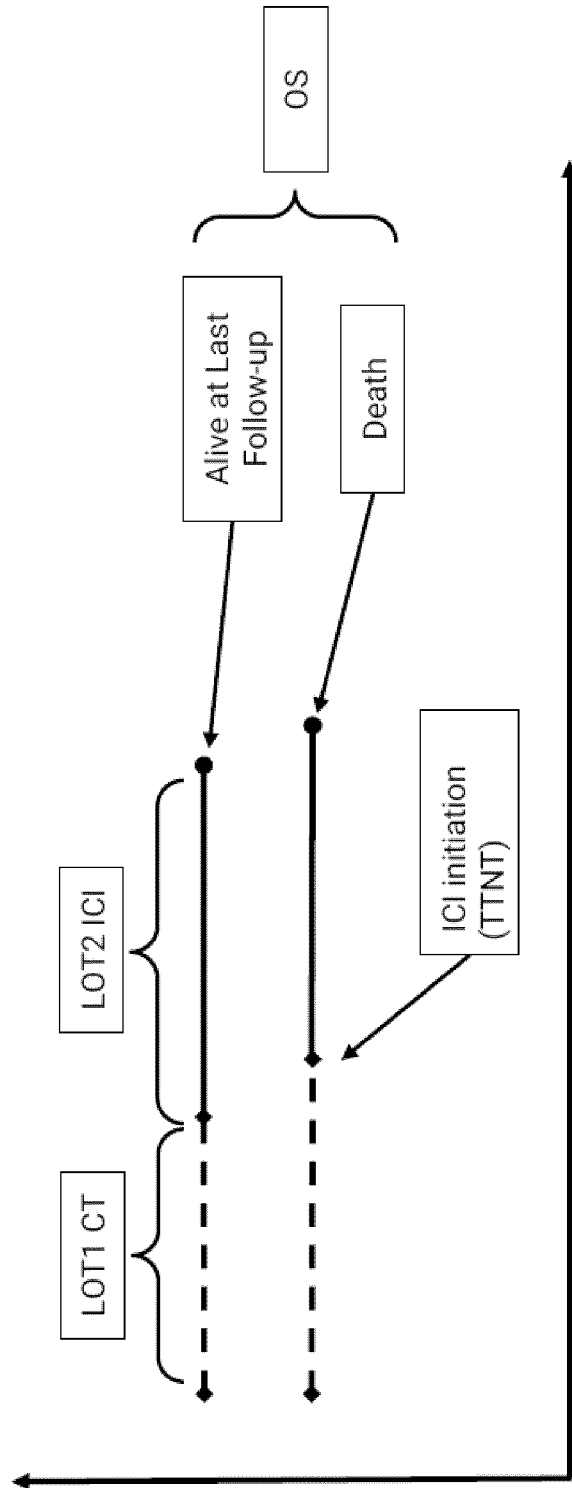 LOT1 CT
LOT2 ICI
Alive at Last
Follow-up
OS
Death
ICI initiation
(TTNT)